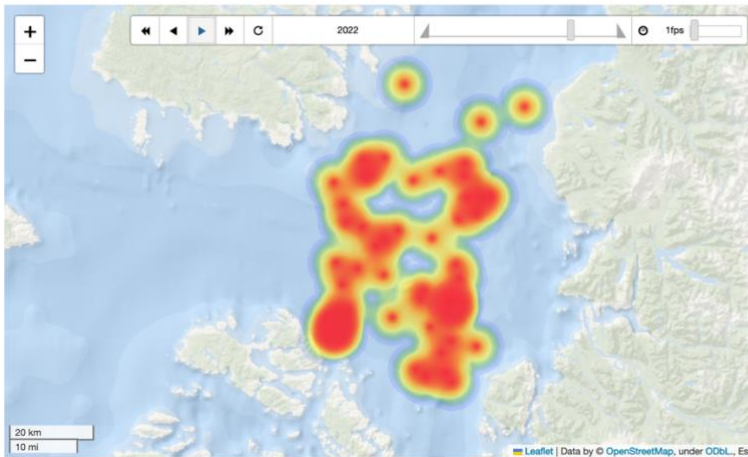 +
−
2022
1fps
20 km
10 mi
Leaflet | Data by © OpenStreetMap, under ODbL., Es